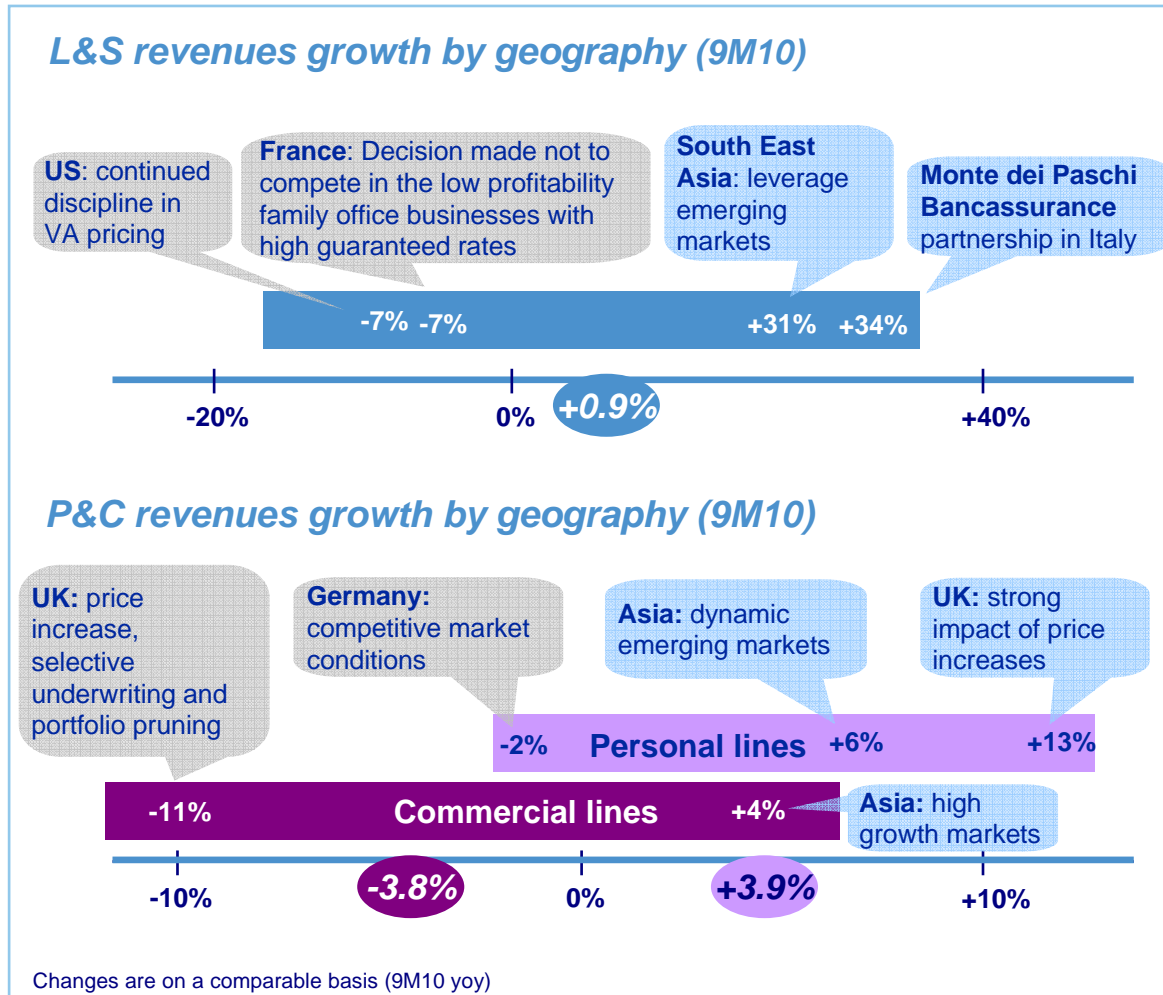 L&S revenues growth by geography (9M10)
US: continued
discipline in
VA pricing
France: Decision made not to
compete in the low profitability
family office businesses with
high guaranteed rates
South East
Asia: leverage
emerging
markets
Monte dei Paschi
Bancassurance
partnership in Italy
-7% -7% +31% +34%
-20% 0% +0.9% +40%
P&C revenues growth by geography (9M10)
UK: price
increase,
selective
underwriting and
portfolio pruning
Germany:
competitive market
conditions
Asia: dynamic
emerging markets
UK: strong
impact of price
increases
-2% Personal lines +6% +13%
-11% Commercial lines +4%
Asia: high
growth markets
-10% -3.8% 0% +3.9% +10%
Changes are on a comparable basis (9M10 yoy)